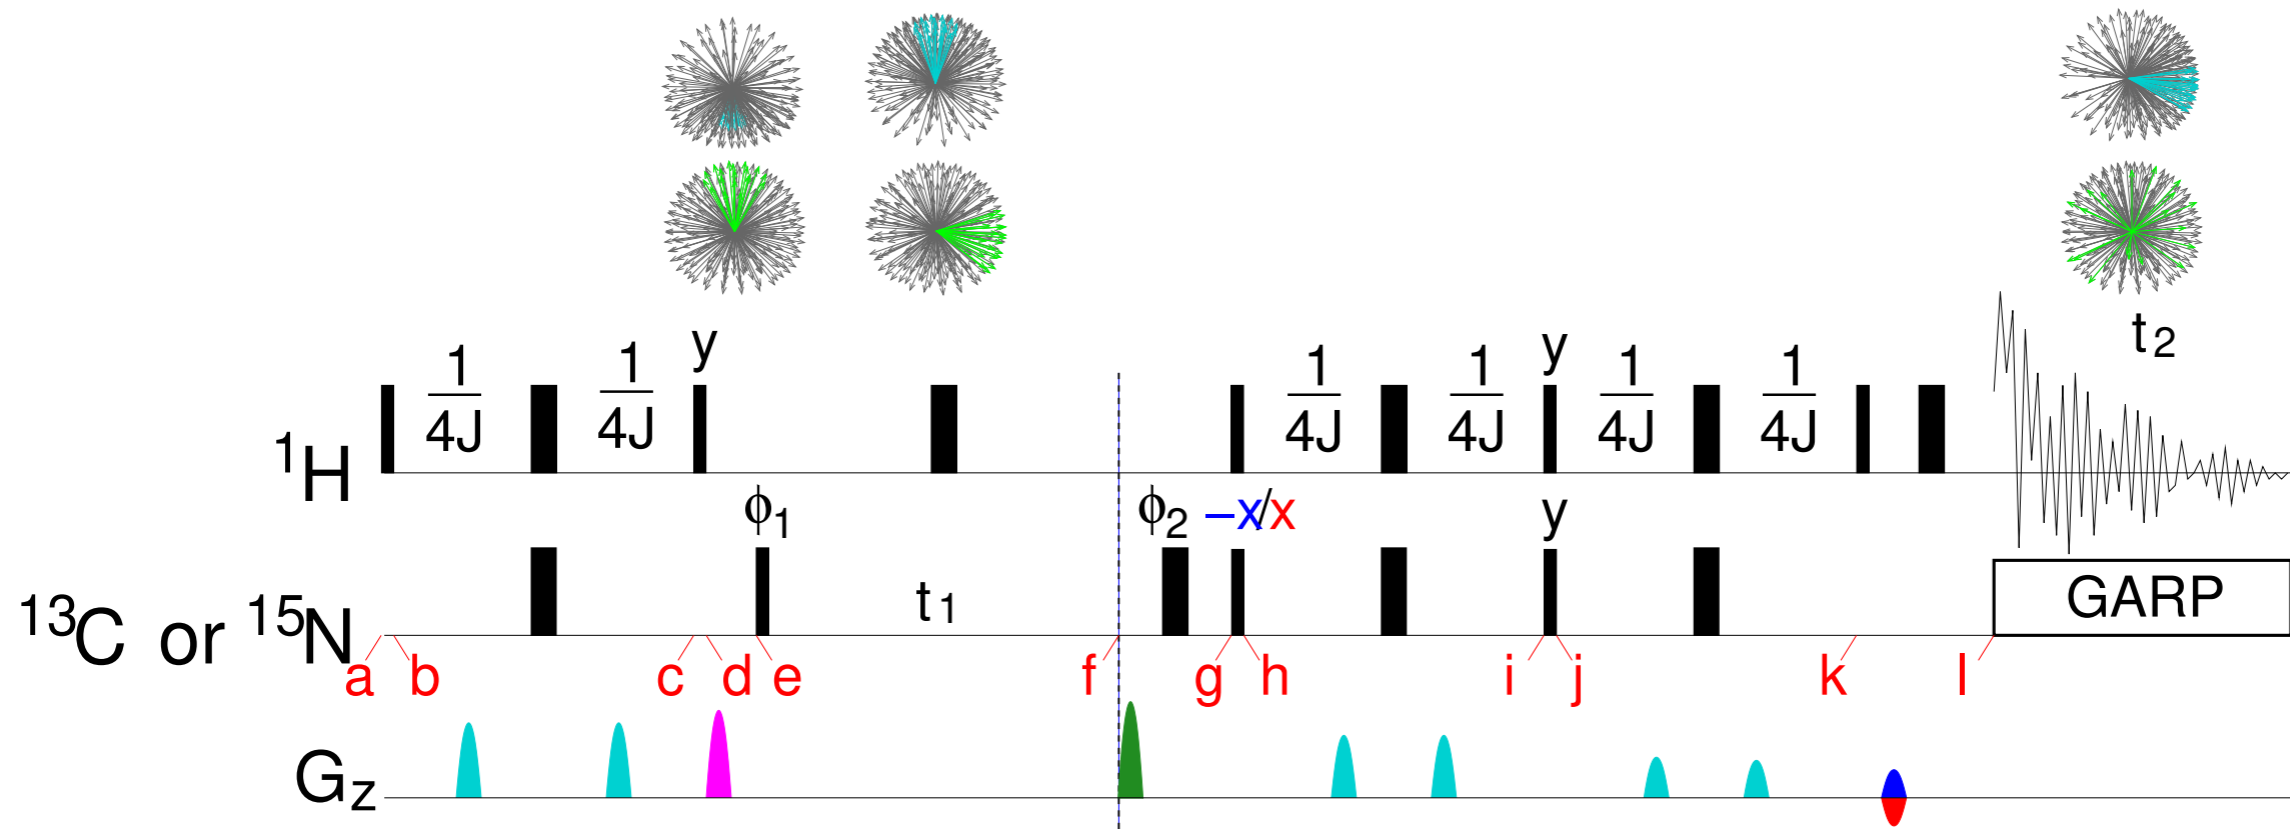 t2
1/4J 1/4J y 1/4J 1/4J y 1/4J 1/4J
1H
ϕ1 ϕ2 –x/x y
13C or 15N t1 GARP
a b c d e f g h i j k l
Gz